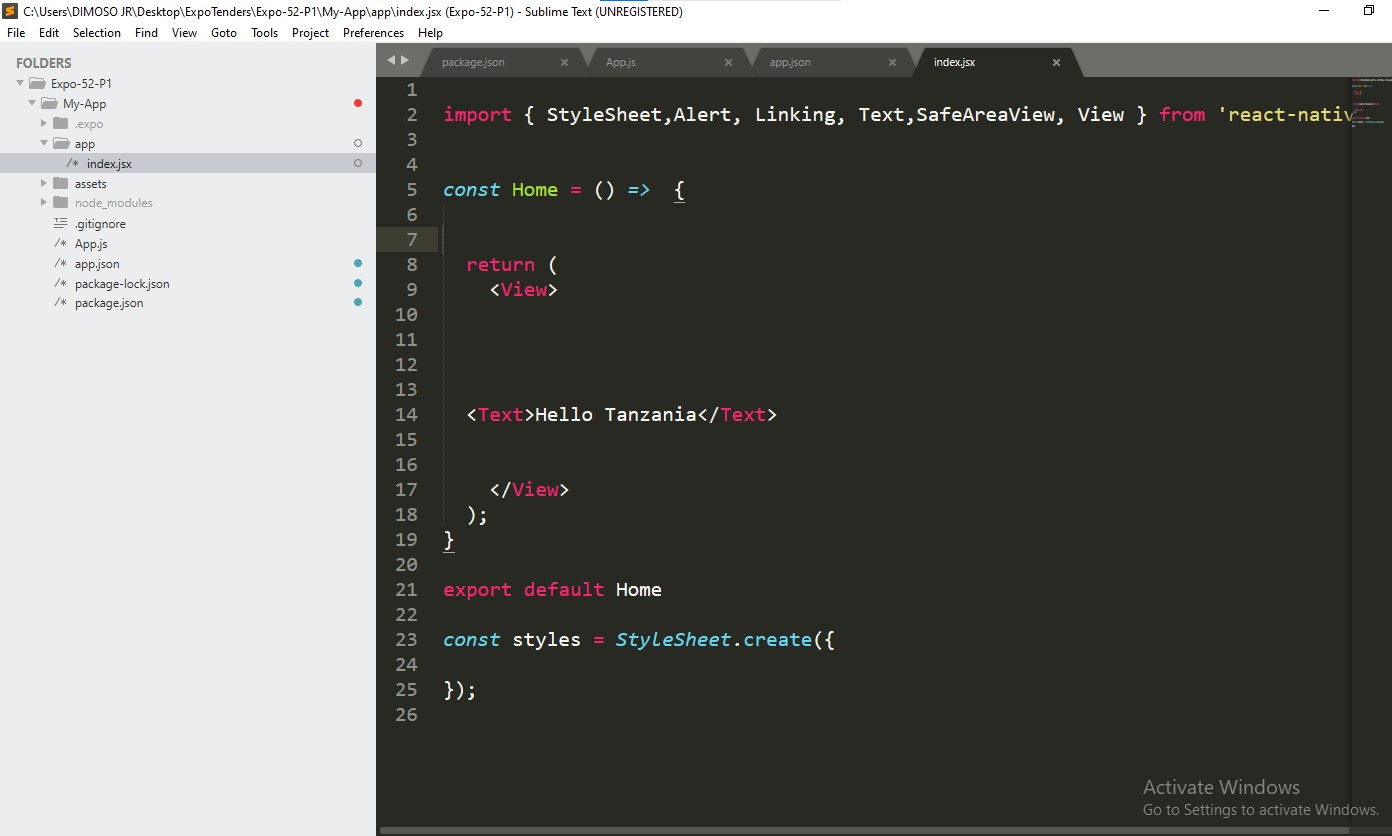 C:\Users\DIMOSO JR\Desktop\ExpoTenders\Expo-52-P1\My-App\app\index.jsx (Expo-52-P1) - Sublime Text (UNREGISTERED)
File Edit Selection Find View Goto Tools Project Preferences Help
FOLDERS
Expo-52-P1
My-App
.expo
app
/* index.jsx
assets
node_modules
.gitignore
/* App.js
/* app.json
/* package-lock.json
/* package.json
package.json App.js app.json index.jsx
1
2 import { StyleSheet,Alert, Linking, Text,SafeAreaView, View } from 'react-nativ
3
4
5 const Home = () =>  {
6
7
8 return (
9 <View>
10
11
12
13
14 <Text>Hello Tanzania</Text>
15
16
17 </View>
18 );
19 }
20
21 export default Home
22
23 const styles = StyleSheet.create({
24
25 });
26
Activate Windows
Go to Settings to activate Windows.